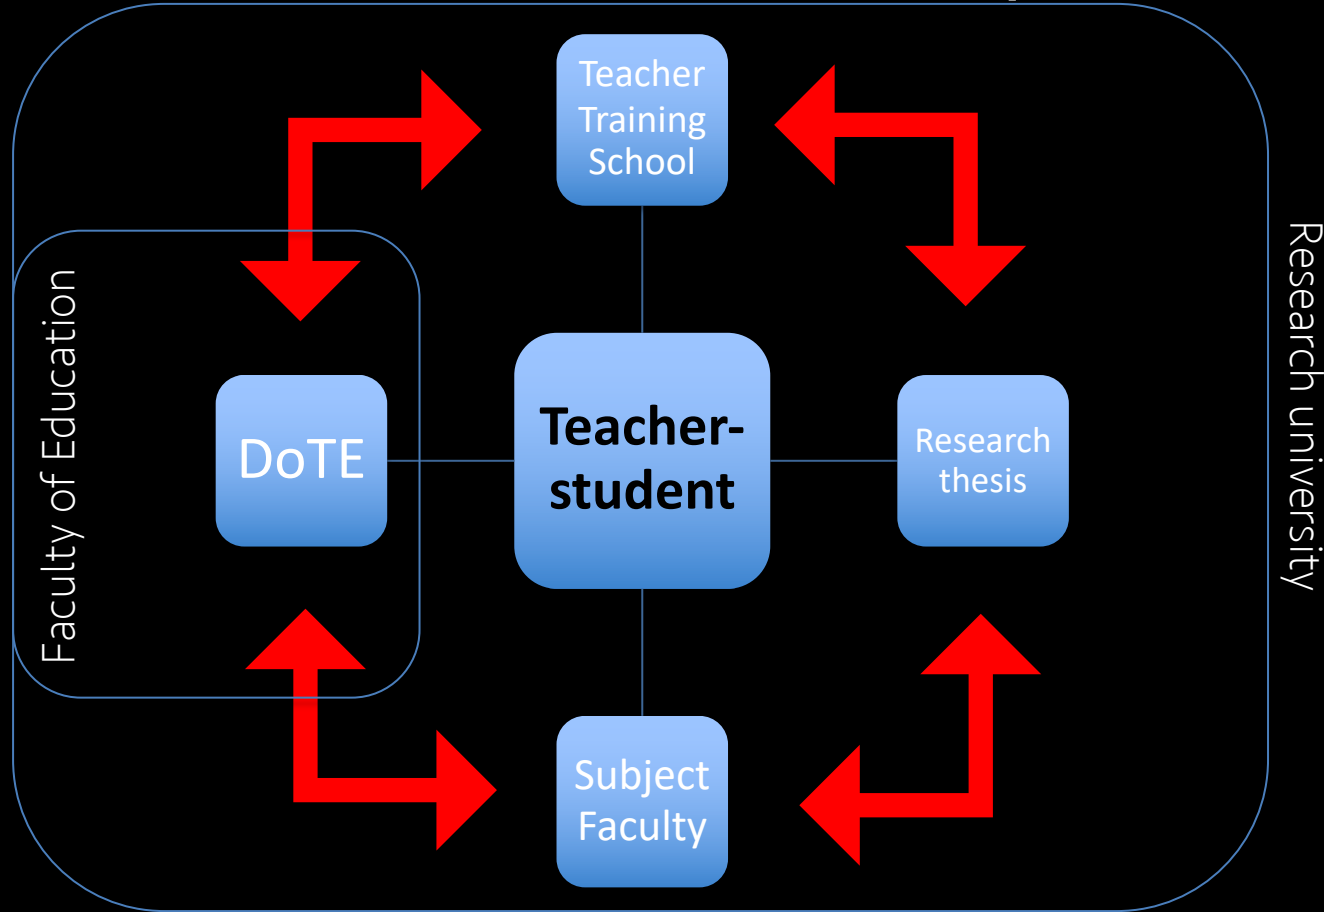 Teacher
Training
School
Faculty of Education
DoTE
Teacher-
student
Research
thesis
Research university
Subject
Faculty